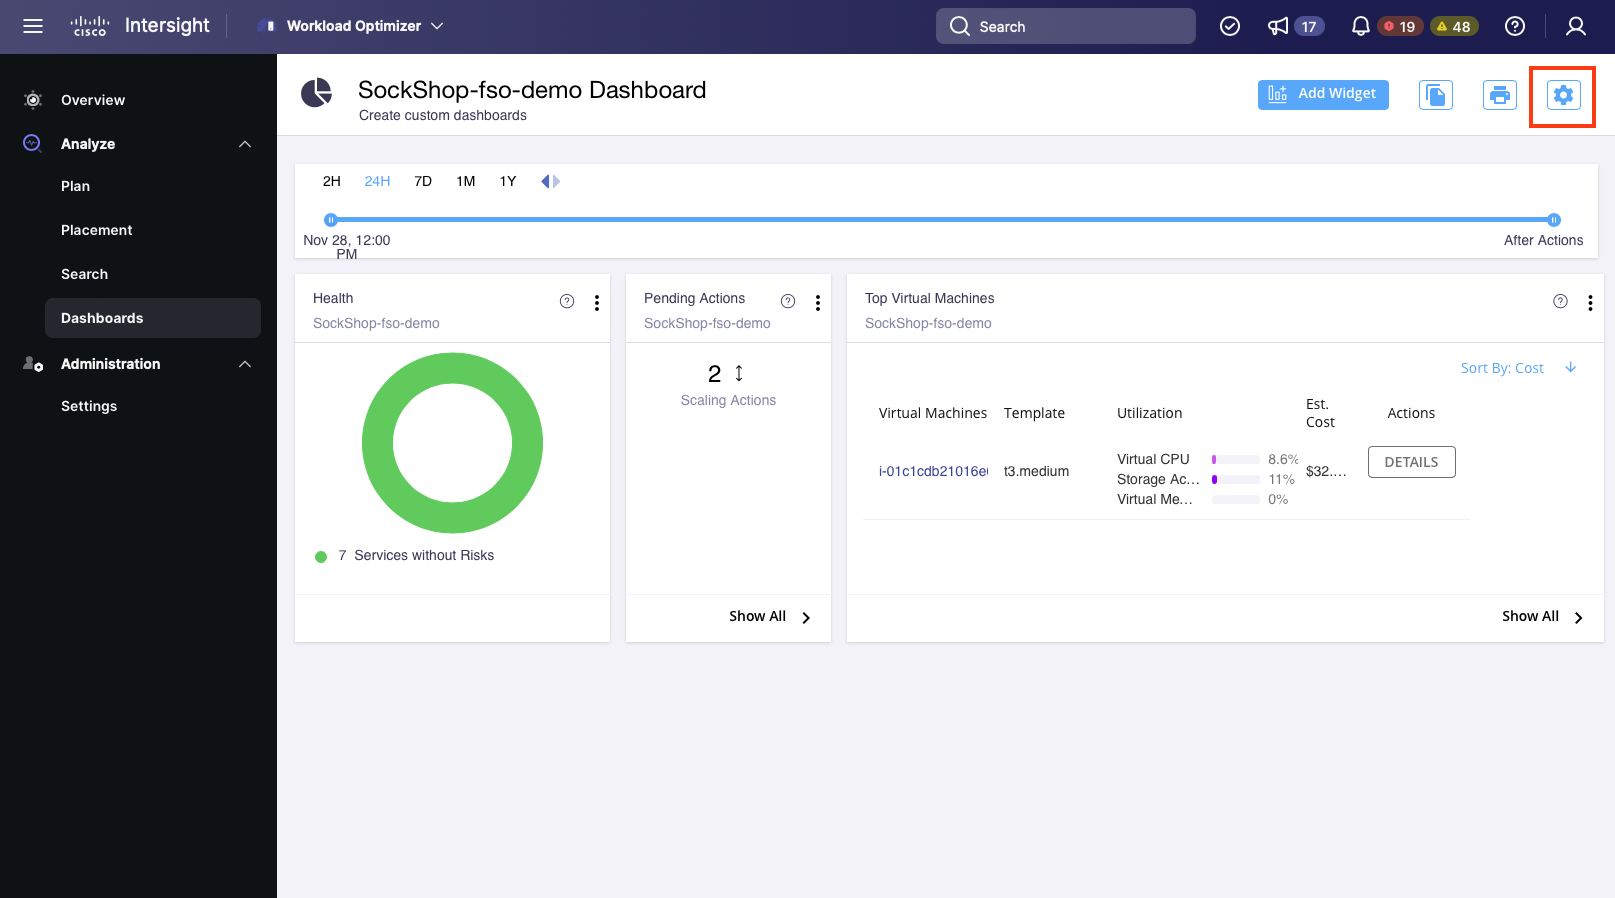 CISCO
Intersight
Workload Optimizer
Search
17
19
48
Overview
Analyze
Plan
Placement
Search
Dashboards
Administration
Settings
SockShop-fso-demo Dashboard
Create custom dashboards
Add Widget
2H 24H 7D 1M 1Y
Nov 28, 12:00
PM
After Actions
Health
SockShop-fso-demo
7 Services without Risks
Pending Actions
SockShop-fso-demo
2
Scaling Actions
Show All
Top Virtual Machines
SockShop-fso-demo
Sort By: Cost
Virtual Machines Template Utilization Est. Cost Actions
i-01c1cdb21016e t3.medium
Virtual CPU 8.6%
Storage Ac... 11%
Virtual Me... 0%
$32....
DETAILS
Show All